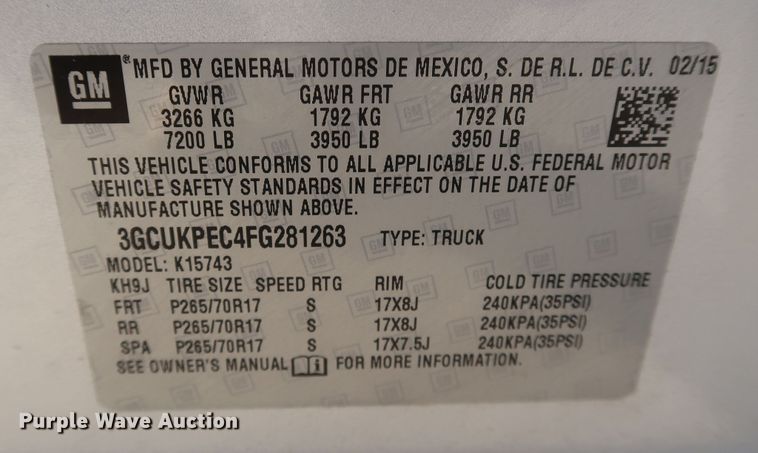 GM ® MFD BY GENERAL MOTORS DE MEXICO, S. DE R.L. DE C.V. 02/15
GVWR GAWR FRT GAWR RR
3266 KG 1792 KG 1792 KG
7200 LB 3950 LB 3950 LB
THIS VEHICLE CONFORMS TO ALL APPLICABLE U.S. FEDERAL MOTOR
VEHICLE SAFETY STANDARDS IN EFFECT ON THE DATE OF
MANUFACTURE SHOWN ABOVE.
3GCUKPEC4FG281263 TYPE: TRUCK
MODEL: K15743
KH9J TIRE SIZE SPEED RTG RIM COLD TIRE PRESSURE
FRT P265/70R17 S 17X8J 240KPA(35PSI)
RR P265/70R17 S 17X8J 240KPA(35PSI)
SPA P265/70R17 S 17X7.5J 240KPA(35PSI)
SEE OWNER'S MANUAL i FOR MORE INFORMATION.
Purple Wave Auction